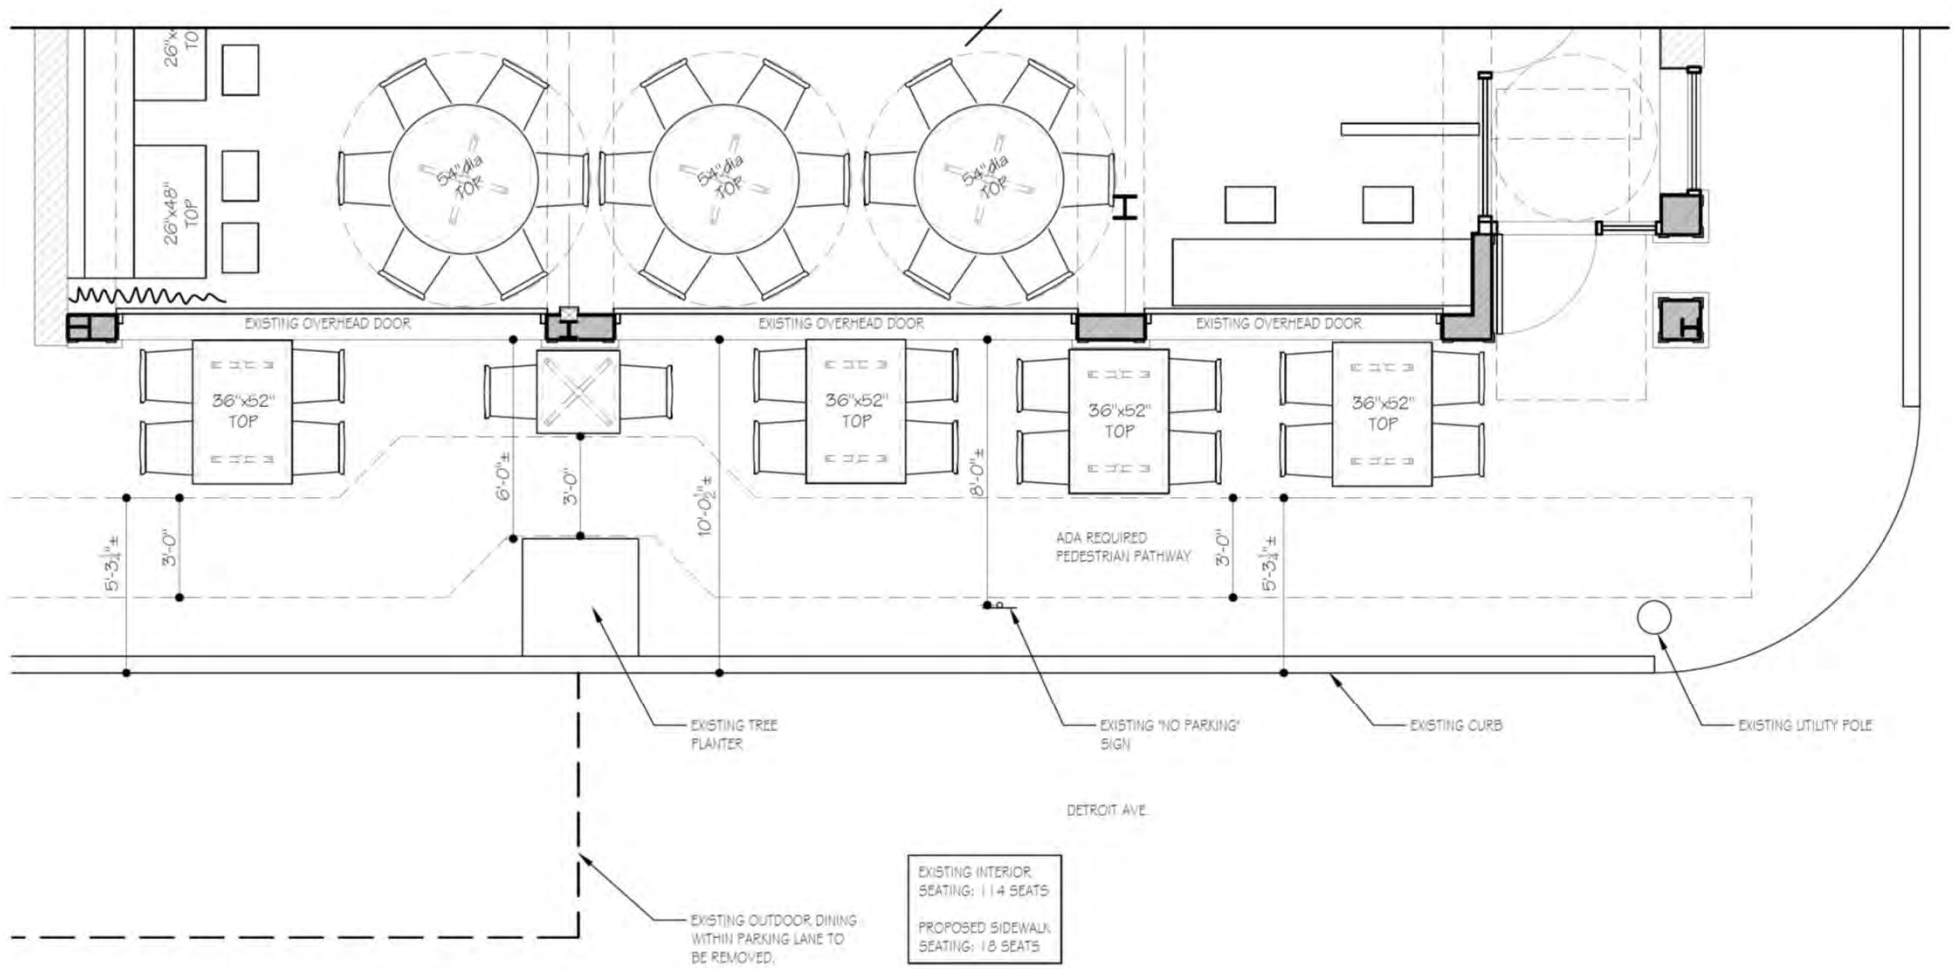 26"x48"
TOP
54"dia
TOP
54"dia
TOP
54"dia
TOP
EXISTING OVERHEAD DOOR
EXISTING OVERHEAD DOOR
EXISTING OVERHEAD DOOR
36"x52"
TOP
36"x52"
TOP
36"x52"
TOP
36"x52"
TOP
6'-0"±
3'-0"
10'-0½"±
8'-0"±
5'-3¼"±
3'-0"
ADA REQUIRED
PEDESTRIAN PATHWAY
3'-0"
5'-3¼"±
EXISTING TREE
PLANTER
EXISTING "NO PARKING"
SIGN
EXISTING CURB
EXISTING UTILITY POLE
DETROIT AVE.
EXISTING OUTDOOR DINING
WITHIN PARKING LANE TO
BE REMOVED.
EXISTING INTERIOR
SEATING: 114 SEATS
PROPOSED SIDEWALK
SEATING: 18 SEATS